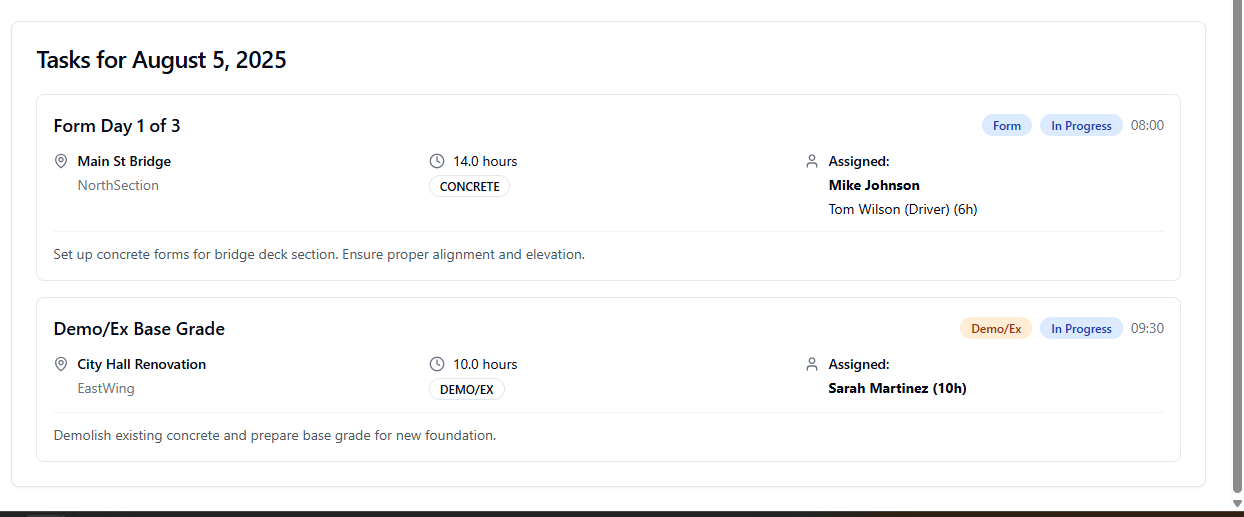 Tasks for August 5, 2025
Form Day 1 of 3
Form
In Progress
08:00
Main St Bridge
NorthSection
14.0 hours
CONCRETE
Assigned:
Mike Johnson
Tom Wilson (Driver) (6h)
Set up concrete forms for bridge deck section. Ensure proper alignment and elevation.
Demo/Ex Base Grade
Demo/Ex
In Progress
09:30
City Hall Renovation
EastWing
10.0 hours
DEMO/EX
Assigned:
Sarah Martinez (10h)
Demolish existing concrete and prepare base grade for new foundation.